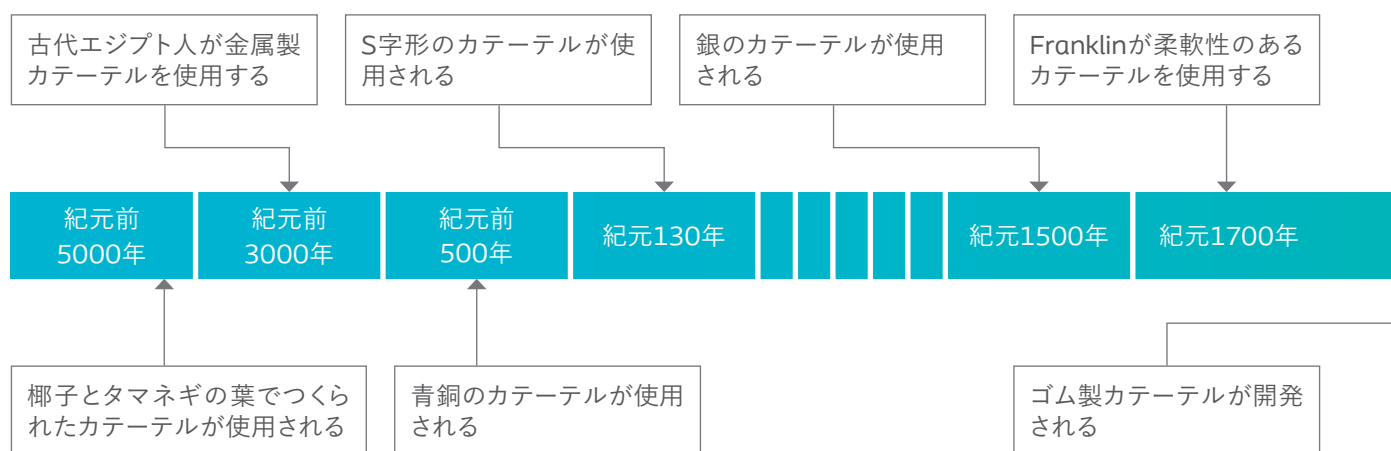 古代エジプト人が金属製
カテーテルを使用する
S字形のカテーテルが使
用される
銀のカテーテルが使用
される
Franklinが柔軟性のある
カテーテルを使用する
紀元前
5000年
紀元前
3000年
紀元前
500年
紀元130年
紀元1500年
紀元1700年
椰子とタマネギの葉でつくら
れたカテーテルが使用される
青銅のカテーテルが使用
される
ゴム製カテーテルが開発
される